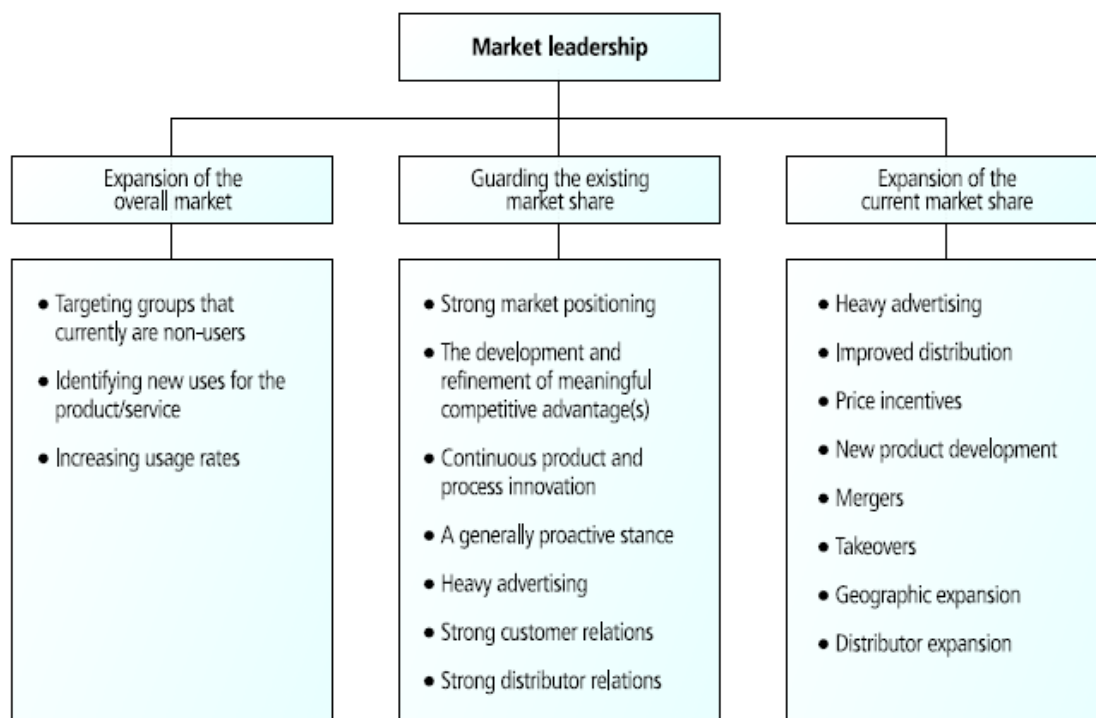 Market leadership
Expansion of the
overall market
Guarding the existing
market share
Expansion of the
current market share
● Targeting groups that
currently are non-users
● Identifying new uses for the
product/service
● Increasing usage rates
● Strong market positioning
● The development and
refinement of meaningful
competitive advantage(s)
● Continuous product and
process innovation
● A generally proactive stance
● Heavy advertising
● Strong customer relations
● Strong distributor relations
● Heavy advertising
● Improved distribution
● Price incentives
● New product development
● Mergers
● Takeovers
● Geographic expansion
● Distributor expansion